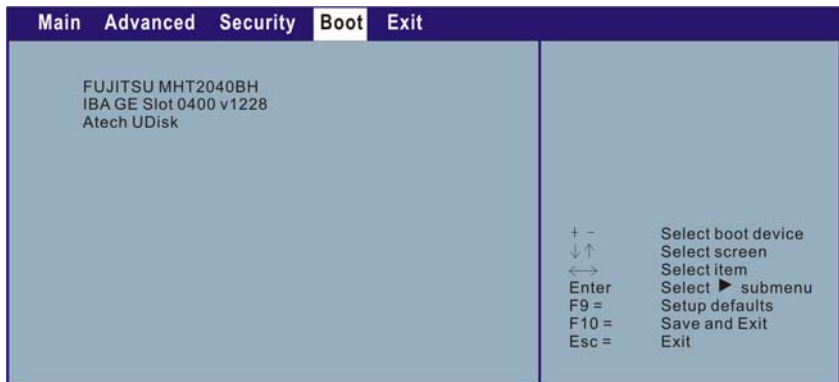 Main Advanced Security Boot Exit
FUJITSU MHT2040BH
IBA GE Slot 0400 v1228
Atech UDisk
+ - Select boot device
↓↑ Select screen
←→ Select item
Enter Select ▶ submenu
F9 = Setup defaults
F10 = Save and Exit
Esc = Exit